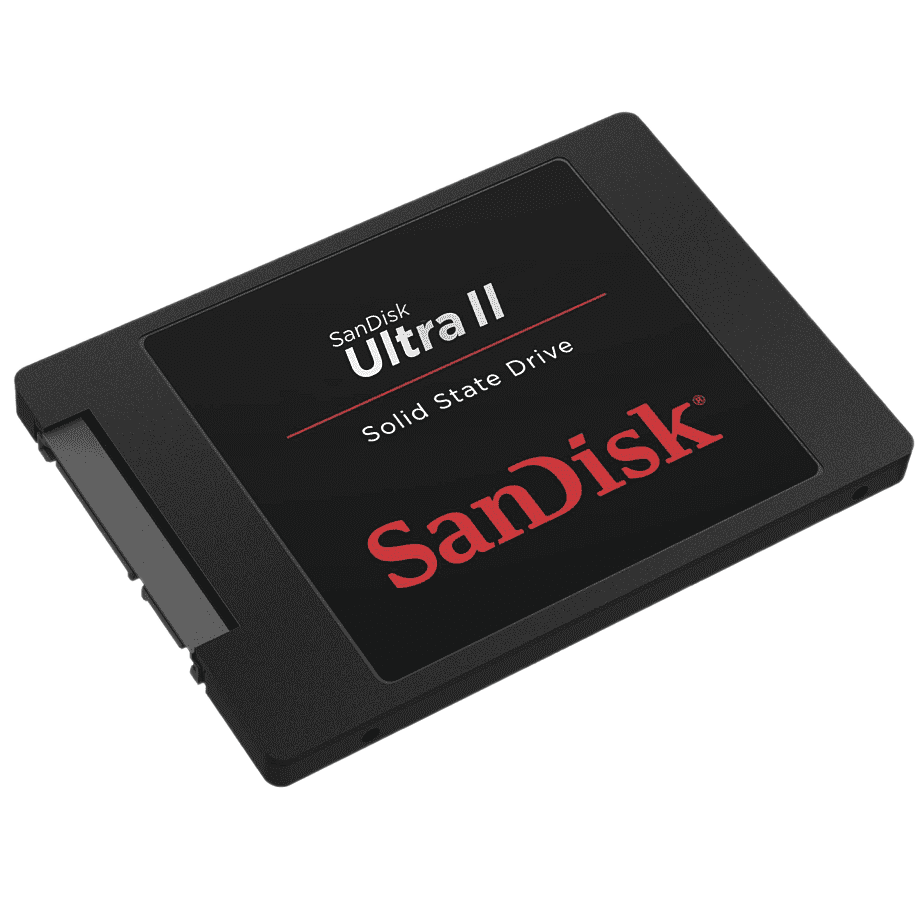 SanDisk
Ultra II
Solid State Drive
SanDisk®